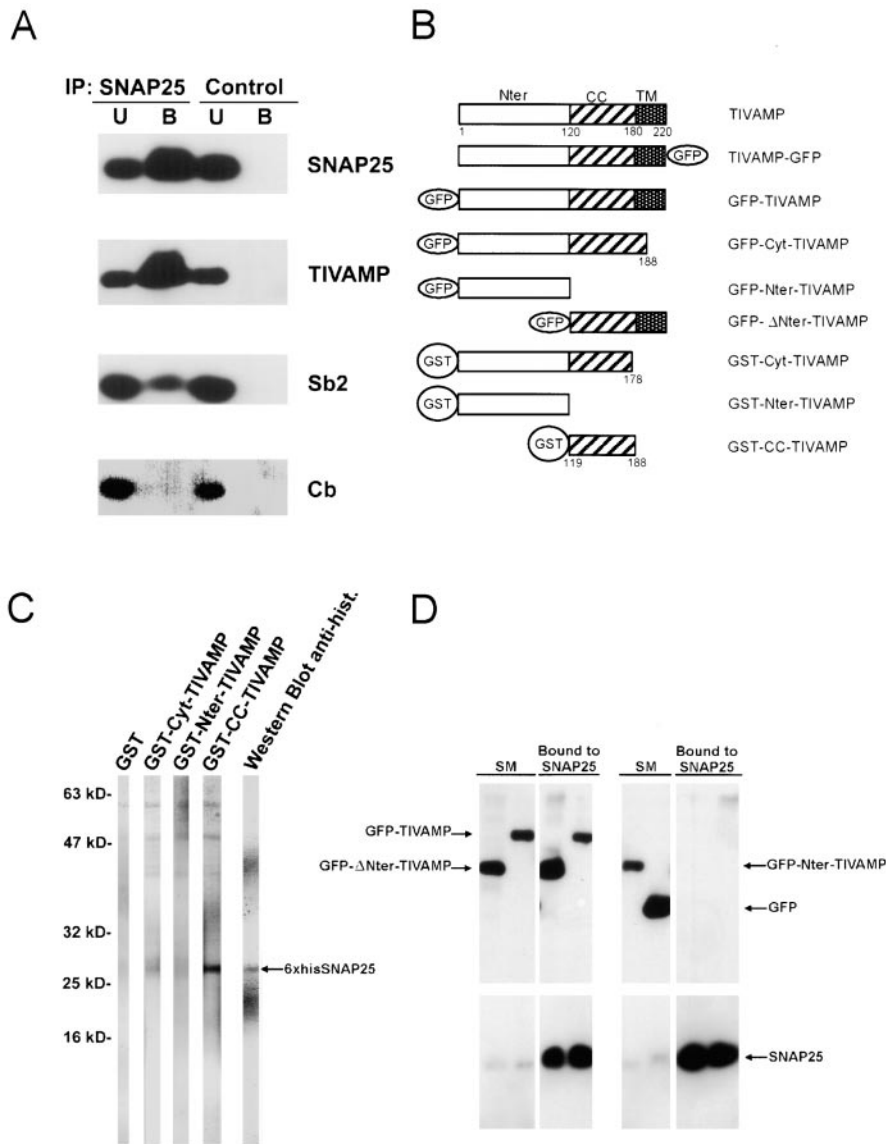 A
IP: SNAP25 Control
U B U B
SNAP25
TIVAMP
Sb2
Cb
B
Nter CC TM
1 120 180 220
TIVAMP
GFP
TIVAMP-GFP
GFP
GFP-TIVAMP
GFP
188
GFP-Cyt-TIVAMP
GFP
GFP-Nter-TIVAMP
GFP
GFP- ΔNter-TIVAMP
GST
178
GST-Cyt-TIVAMP
GST
GST-Nter-TIVAMP
GST
119 188
GST-CC-TIVAMP
C
GST
GST-Cyt-TIVAMP
GST-Nter-TIVAMP
GST-CC-TIVAMP
Western Blot anti-hist.
63 kD-
47 kD-
32 kD-
25 kD-
16 kD-
6xhisSNAP25
D
SM Bound to SNAP25 SM Bound to SNAP25
GFP-TIVAMP
GFP-ΔNter-TIVAMP
GFP-Nter-TIVAMP
GFP
SNAP25